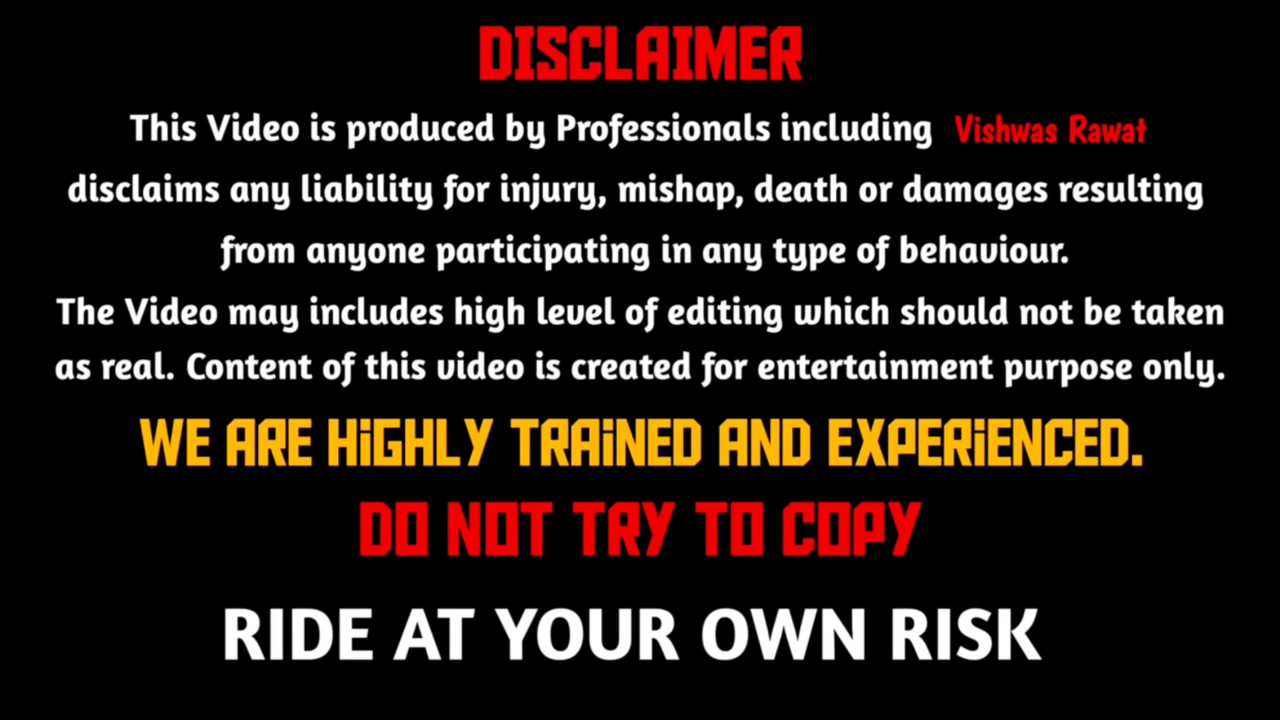 DISCLAIMER
This Video is produced by Professionals including Vishwas Rawat
disclaims any liability for injury, mishap, death or damages resulting
from anyone participating in any type of behaviour.
The Video may includes high level of editing which should not be taken
as real. Content of this video is created for entertainment purpose only.
WE ARE HiGHLY TRAiNED AND EXPERiENCED.
DO NOT TRY TO COPY
RIDE AT YOUR OWN RISK